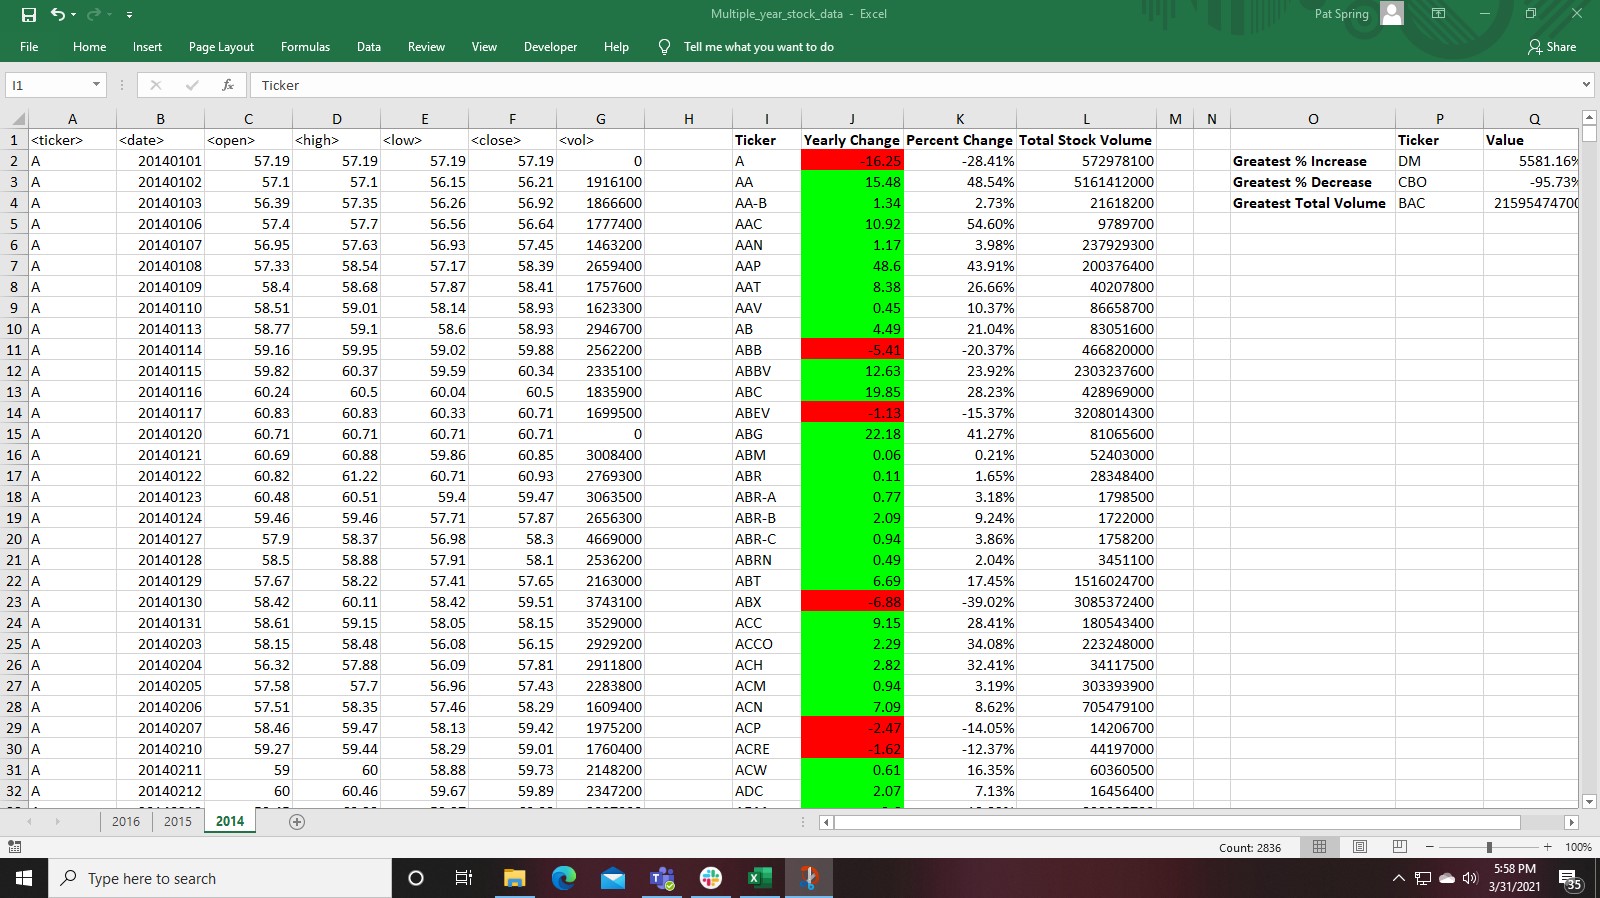 Multiple_year_stock_data - Excel Pat Spring
File Home Insert Page Layout Formulas Data Review View Developer Help Tell me what you want to do Share
I1 fx Ticker
A B C D E F G H I J K L M N O P Q
1 <ticker> <date> <open> <high> <low> <close> <vol> Ticker Yearly Change Percent Change Total Stock Volume Ticker Value
2 A 20140101 57.19 57.19 57.19 57.19 0 A -16.25 -28.41% 572978100 Greatest % Increase DM 5581.16%
3 A 20140102 57.1 57.1 56.15 56.21 1916100 AA 15.48 48.54% 5161412000 Greatest % Decrease CBO -95.73%
4 A 20140103 56.39 57.35 56.26 56.92 1866600 AA-B 1.34 2.73% 21618200 Greatest Total Volume BAC 21595474700
5 A 20140106 57.4 57.7 56.56 56.64 1777400 AAC 10.92 54.60% 9789700
6 A 20140107 56.95 57.63 56.93 57.45 1463200 AAN 1.17 3.98% 237929300
7 A 20140108 57.33 58.54 57.17 58.39 2659400 AAP 48.6 43.91% 200376400
8 A 20140109 58.4 58.68 57.87 58.41 1757600 AAT 8.38 26.66% 40207800
9 A 20140110 58.51 59.01 58.14 58.93 1623300 AAV 0.45 10.37% 86658700
10 A 20140113 58.77 59.1 58.6 58.93 2946700 AB 4.49 21.04% 83051600
11 A 20140114 59.16 59.95 59.02 59.88 2562200 ABB -5.41 -20.37% 466820000
12 A 20140115 59.82 60.37 59.59 60.34 2335100 ABBV 12.63 23.92% 2303237600
13 A 20140116 60.24 60.5 60.04 60.5 1835900 ABC 19.85 28.23% 428969000
14 A 20140117 60.83 60.83 60.33 60.71 1699500 ABEV -1.13 -15.37% 3208014300
15 A 20140120 60.71 60.71 60.71 60.71 0 ABG 22.18 41.27% 81065600
16 A 20140121 60.69 60.88 59.86 60.85 3008400 ABM 0.06 0.21% 52403000
17 A 20140122 60.82 61.22 60.71 60.93 2769300 ABR 0.11 1.65% 28348400
18 A 20140123 60.48 60.51 59.4 59.47 3063500 ABR-A 0.77 3.18% 1798500
19 A 20140124 59.46 59.46 57.71 57.87 2656300 ABR-B 2.09 9.24% 1722000
20 A 20140127 57.9 58.37 56.98 58.3 4669000 ABR-C 0.94 3.86% 1758200
21 A 20140128 58.5 58.88 57.91 58.1 2536200 ABRN 0.49 2.04% 3451100
22 A 20140129 57.67 58.22 57.41 57.65 2163000 ABT 6.69 17.45% 1516024700
23 A 20140130 58.42 60.11 58.42 59.51 3743100 ABX -6.88 -39.02% 3085372400
24 A 20140131 58.61 59.15 58.05 58.15 3529000 ACC 9.15 28.41% 180543400
25 A 20140203 58.15 58.48 56.08 56.15 2929200 ACCO 2.29 34.08% 223248000
26 A 20140204 56.32 57.88 56.09 57.81 2911800 ACH 2.82 32.41% 34117500
27 A 20140205 57.58 57.7 56.96 57.43 2283800 ACM 0.94 3.19% 303393900
28 A 20140206 57.51 58.35 57.46 58.29 1609400 ACN 7.09 8.62% 705479100
29 A 20140207 58.46 59.47 58.13 59.42 1975200 ACP -2.47 -14.05% 14206700
30 A 20140210 59.27 59.44 58.29 59.01 1760400 ACRE -1.62 -12.37% 44197000
31 A 20140211 59 60 58.88 59.73 2148200 ACW 0.61 16.35% 60360500
32 A 20140212 60 60.46 59.67 59.89 2347200 ADC 2.07 7.13% 16456400
2016 2015 2014
Count: 2836 100%
Type here to search
5:58 PM
3/31/2021
35